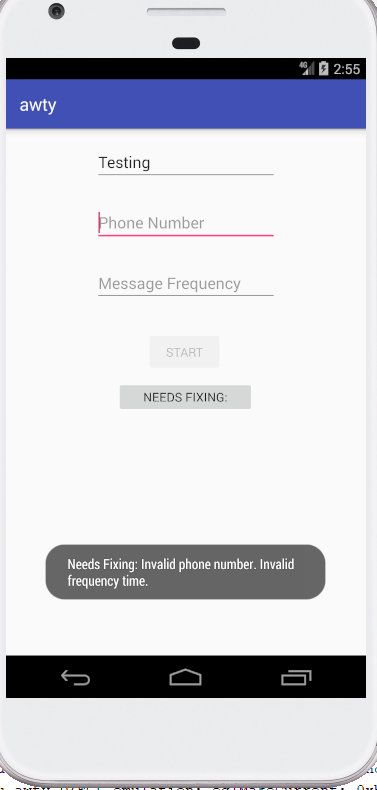 4G 2:55
awty
Testing
Phone Number
Message Frequency
START
NEEDS FIXING:
Needs Fixing: Invalid phone number. Invalid
frequency time.